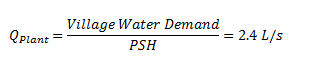 Q_Plant = Village Water Demand / PSH = 2.4 L/s